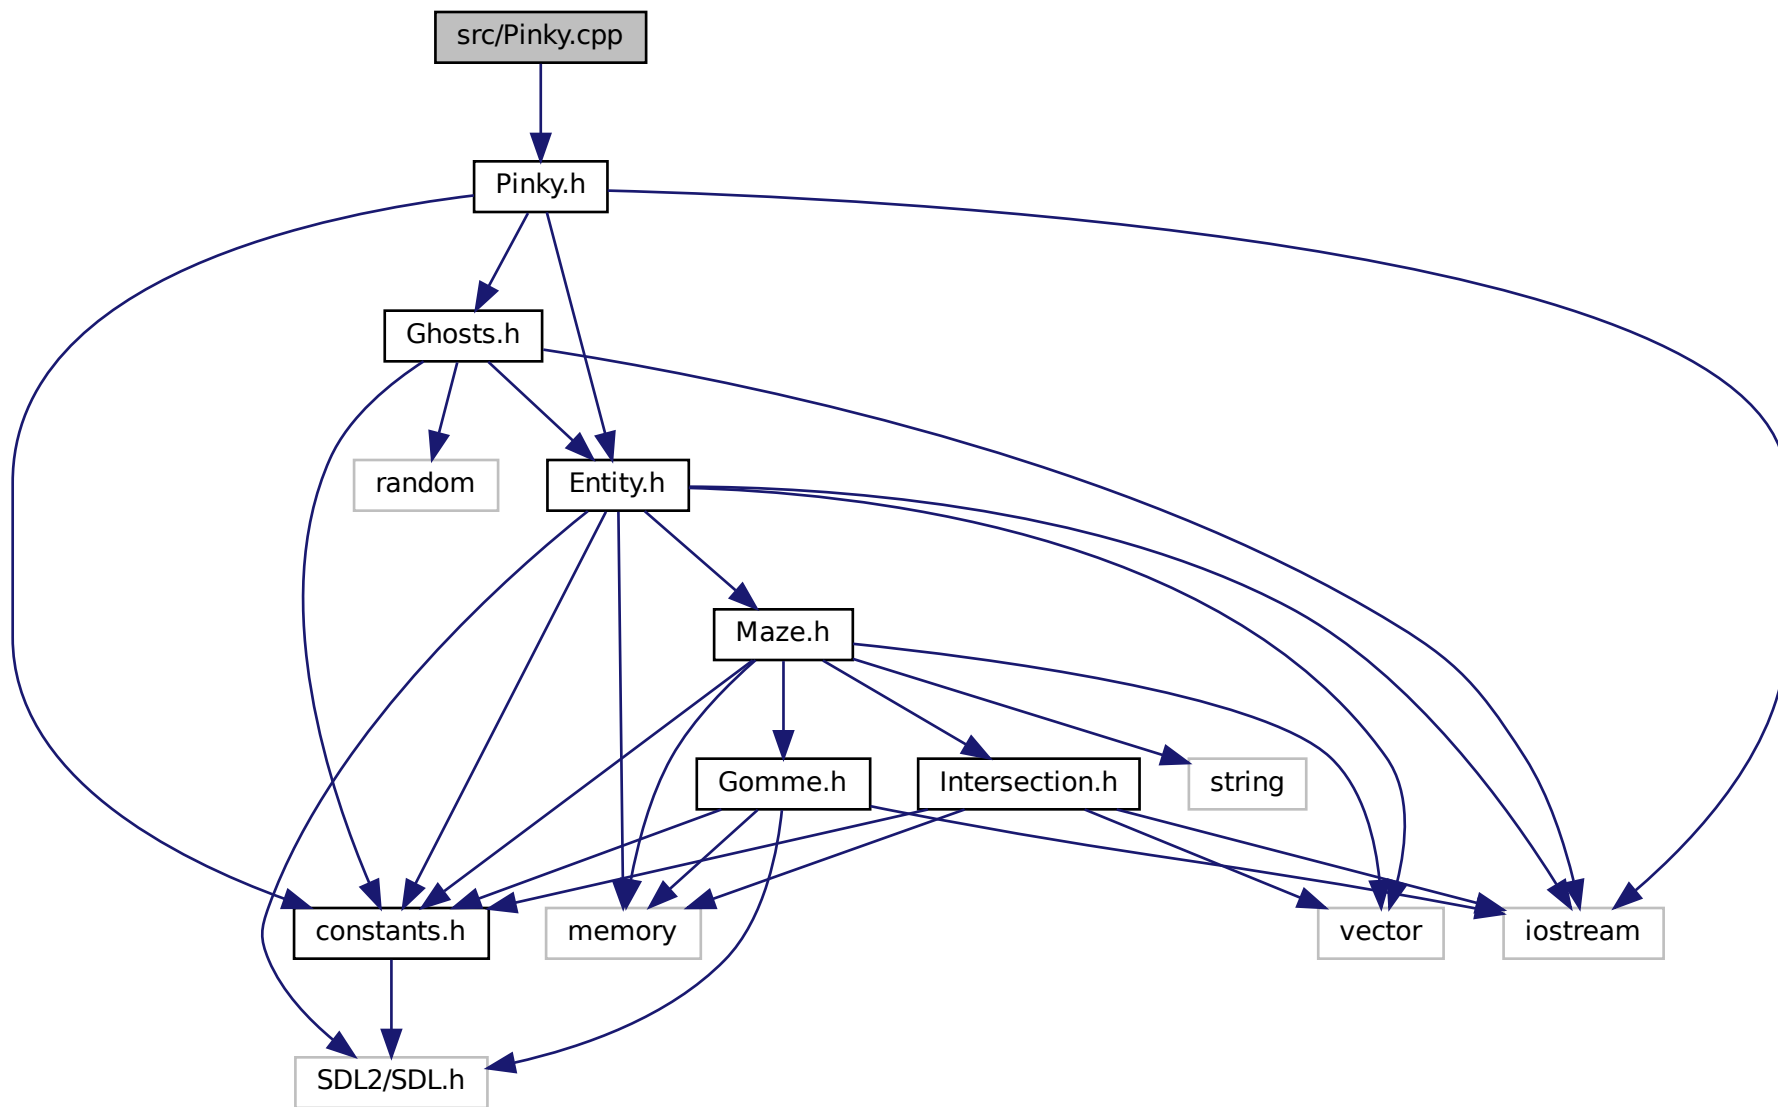 src/Pinky.cpp
Pinky.h
Ghosts.h
random
Entity.h
Maze.h
Gomme.h
Intersection.h
string
constants.h
memory
vector
iostream
SDL2/SDL.h